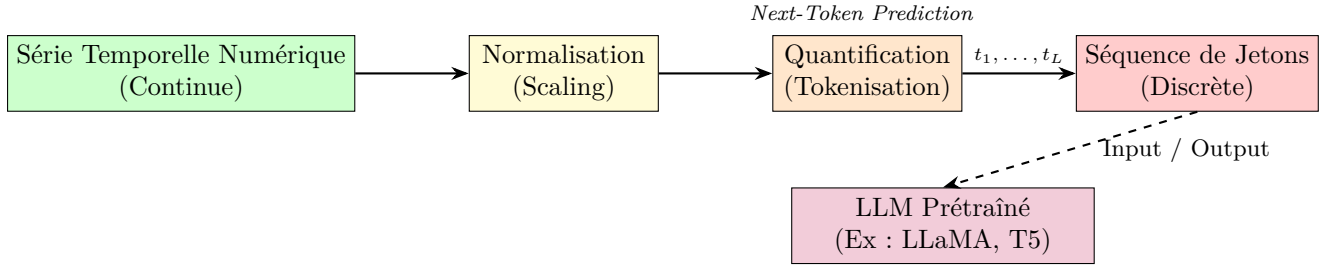 Next-Token Prediction
Série Temporelle Numérique
(Continue)
Normalisation
(Scaling)
Quantification
(Tokenisation)
t₁, . . . , t_L
Séquence de Jetons
(Discrète)
Input / Output
LLM Prétraîné
(Ex : LLaMA, T5)